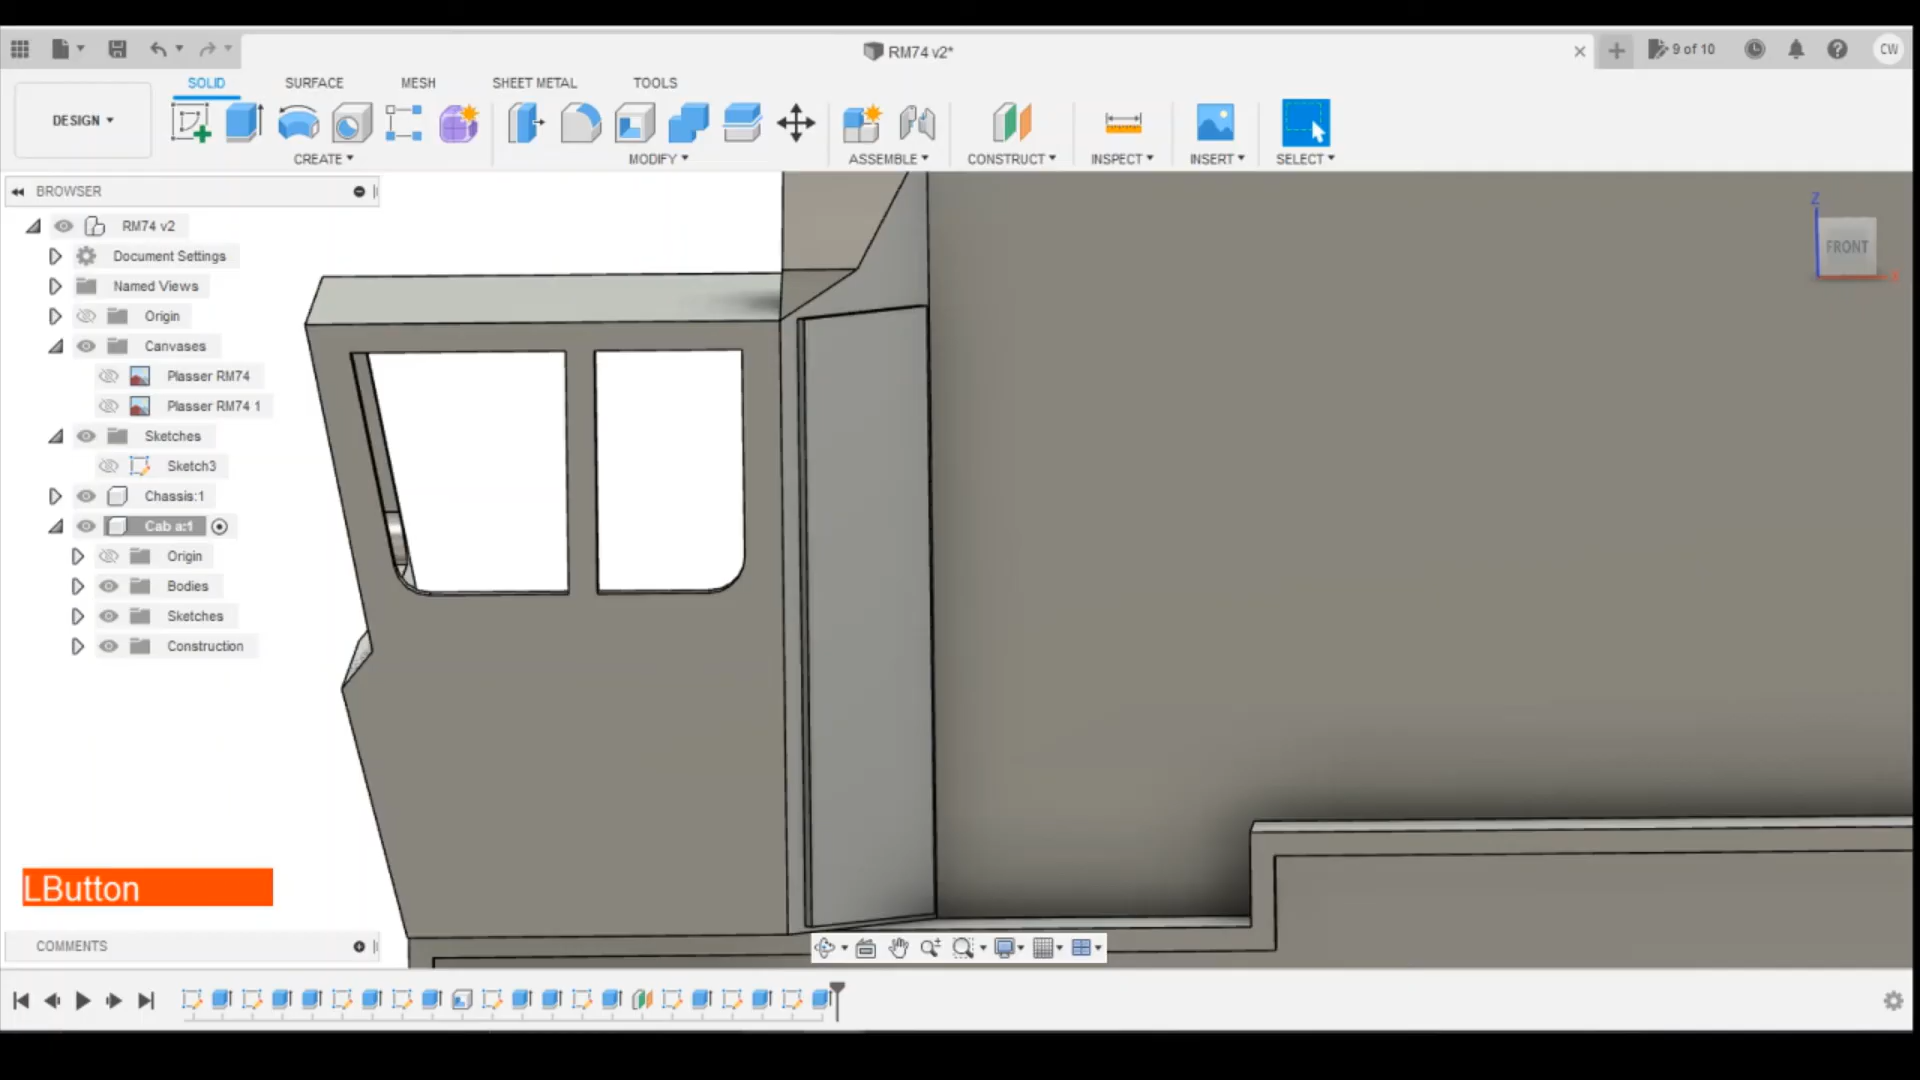 RM74 v2*
9 of 10
CW
DESIGN
SOLID
SURFACE
MESH
SHEET METAL
TOOLS
CREATE
MODIFY
ASSEMBLE
CONSTRUCT
INSPECT
INSERT
SELECT
BROWSER
RM74 v2
Document Settings
Named Views
Origin
Canvases
Plasser RM74
Plasser RM74 1
Sketches
Sketch3
Chassis:1
Cab a:1
Origin
Bodies
Sketches
Construction
Z
FRONT
X
LButton
COMMENTS